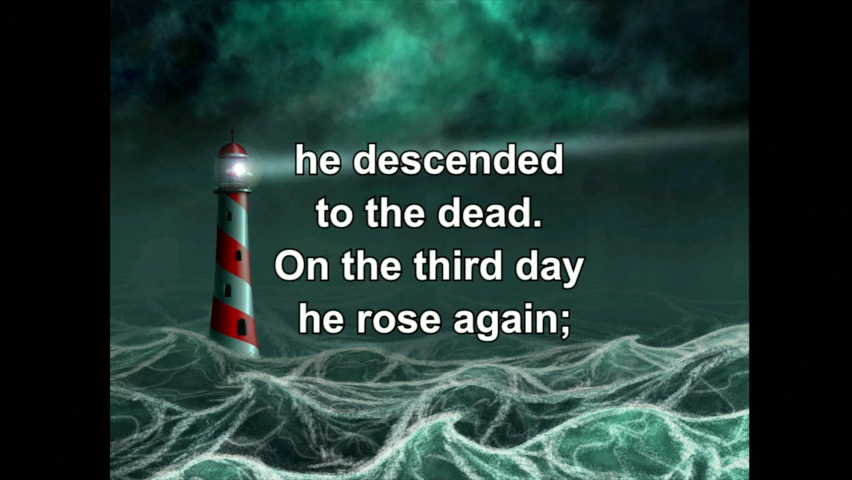 he descended
to the dead.
On the third day
he rose again;